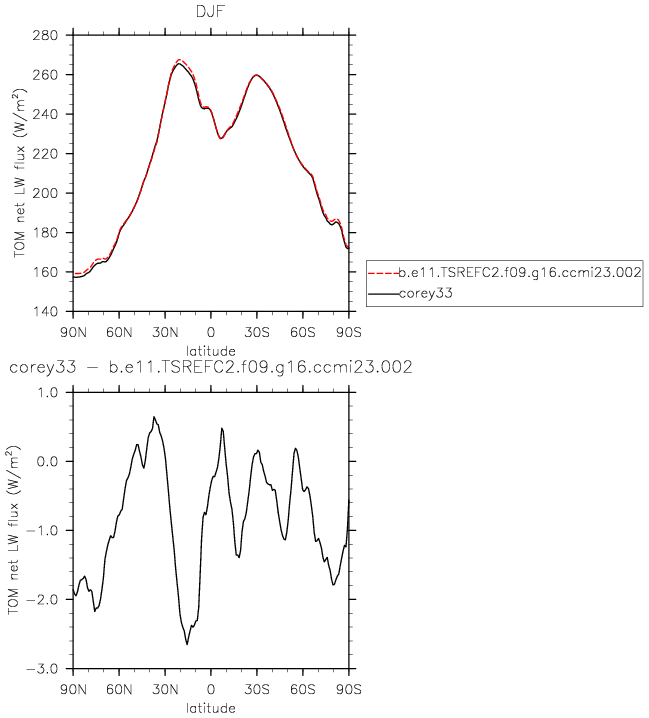 DJF
TOM net LW flux (W/m²)
280
260
240
220
200
180
160
140
90N 60N 30N 0 30S 60S 90S
latitude
b.e11.TSREFC2.f09.g16.ccmi23.002
corey33
corey33 − b.e11.TSREFC2.f09.g16.ccmi23.002
TOM net LW flux (W/m²)
1.0
0.0
−1.0
−2.0
−3.0
90N 60N 30N 0 30S 60S 90S
latitude